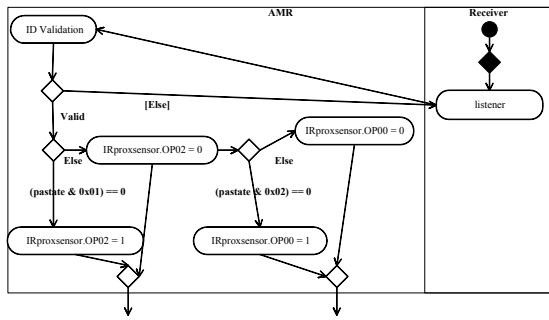 AMR
Receiver
ID Validation
listener
[Else]
Valid
IRproxsensor.OP02 = 0
IRproxsensor.OP00 = 0
Else
Else
(pastate & 0x01) == 0
(pastate & 0x02) == 0
IRproxsensor.OP02 = 1
IRproxsensor.OP00 = 1